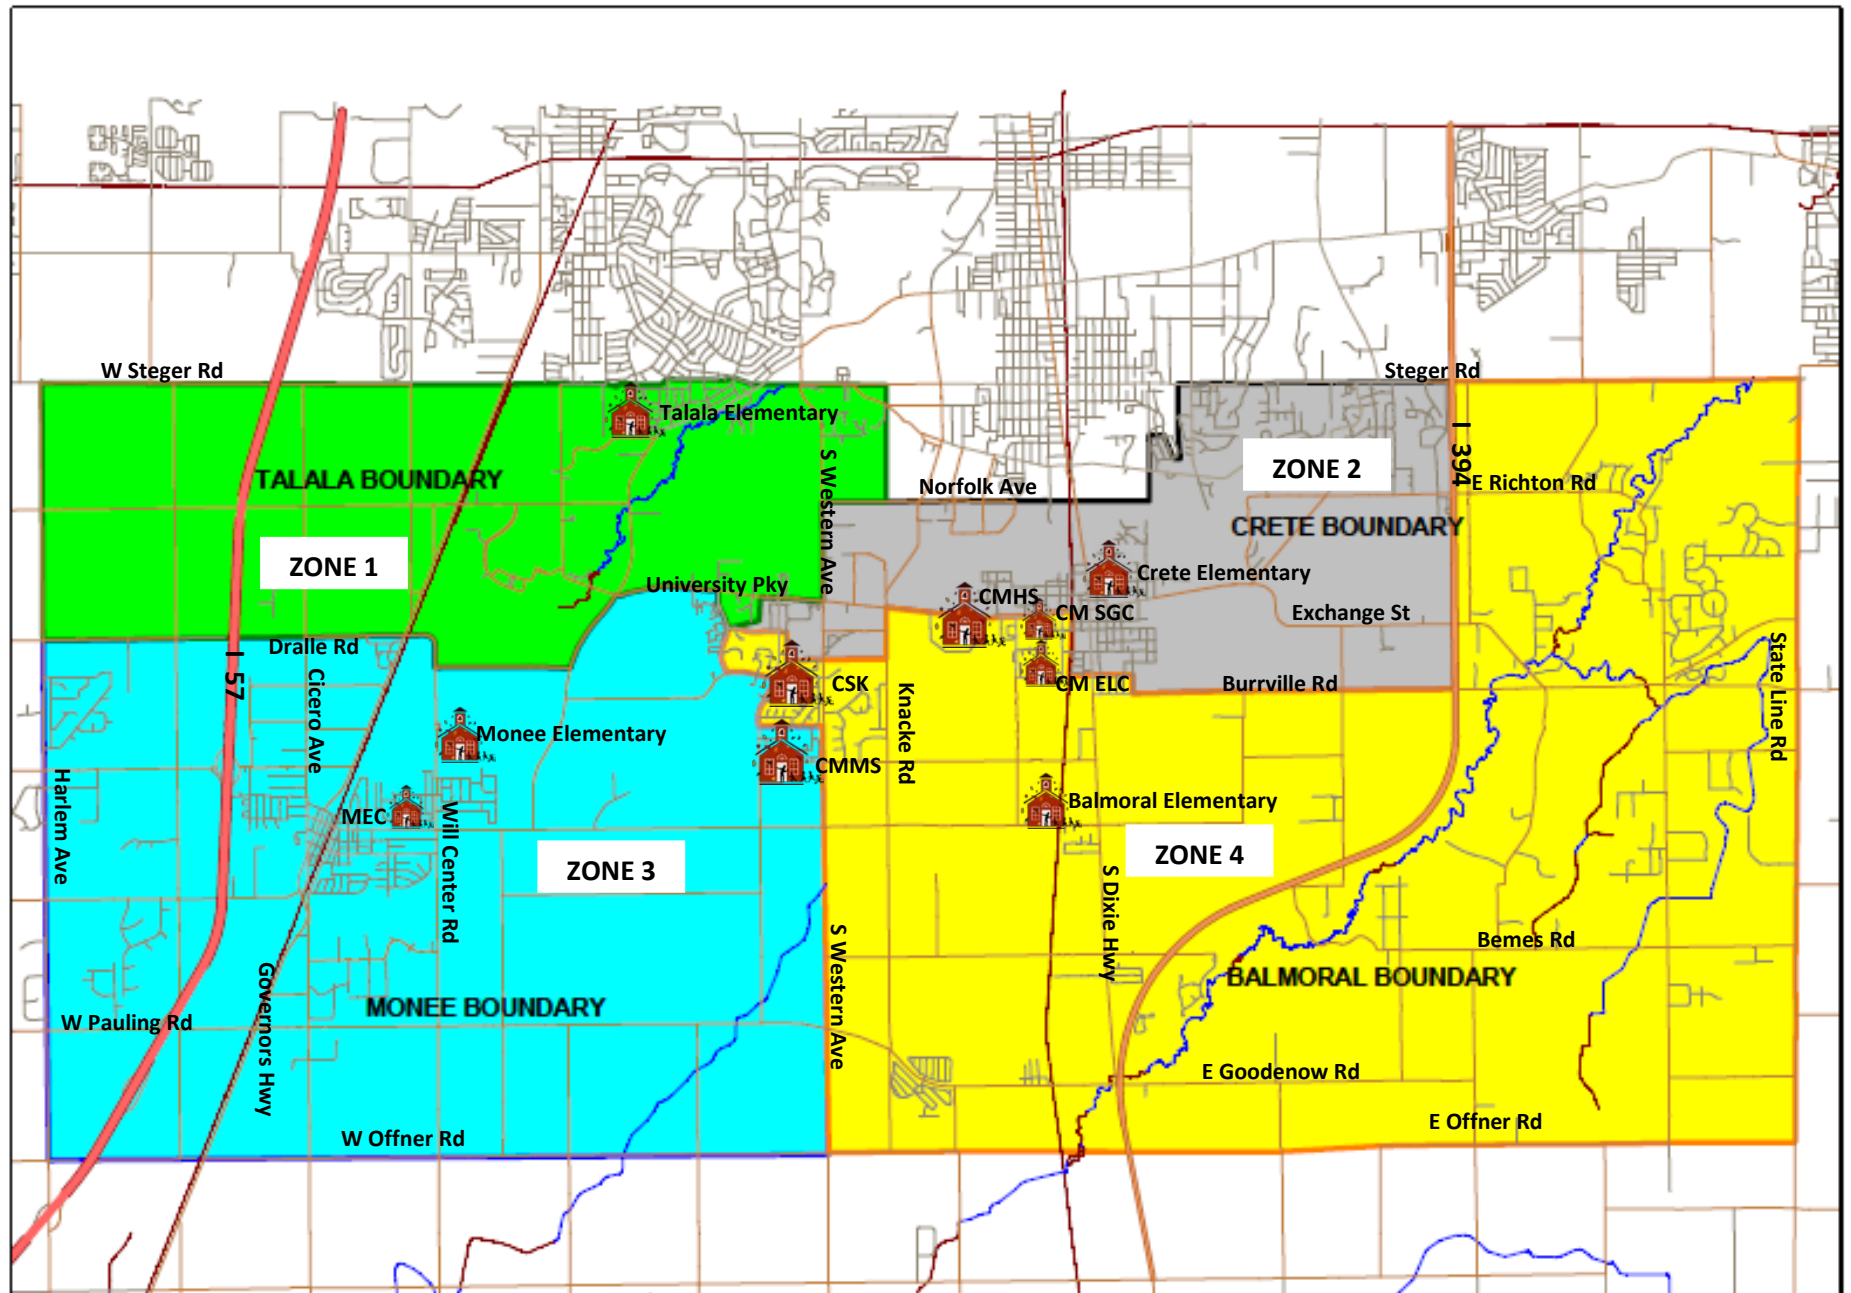 W Steger Rd
Steger Rd
Talala Elementary
I 394
TALALA BOUNDARY
S Western Ave
Norfolk Ave
ZONE 2
E Richton Rd
CRETE BOUNDARY
ZONE 1
University Pky
Crete Elementary
CMHS
CM SGC
Exchange St
Dralle Rd
I 57
Cicero Ave
CSK
Knacke Rd
CM ELC
Burrville Rd
State Line Rd
Monee Elementary
CMMS
Harlem Ave
MEC
Will Center Rd
Balmoral Elementary
ZONE 3
ZONE 4
S Dixie Hwy
S Western Ave
Bemes Rd
BALMORAL BOUNDARY
Governors Hwy
MONEE BOUNDARY
W Pauling Rd
E Goodenow Rd
E Offner Rd
W Offner Rd